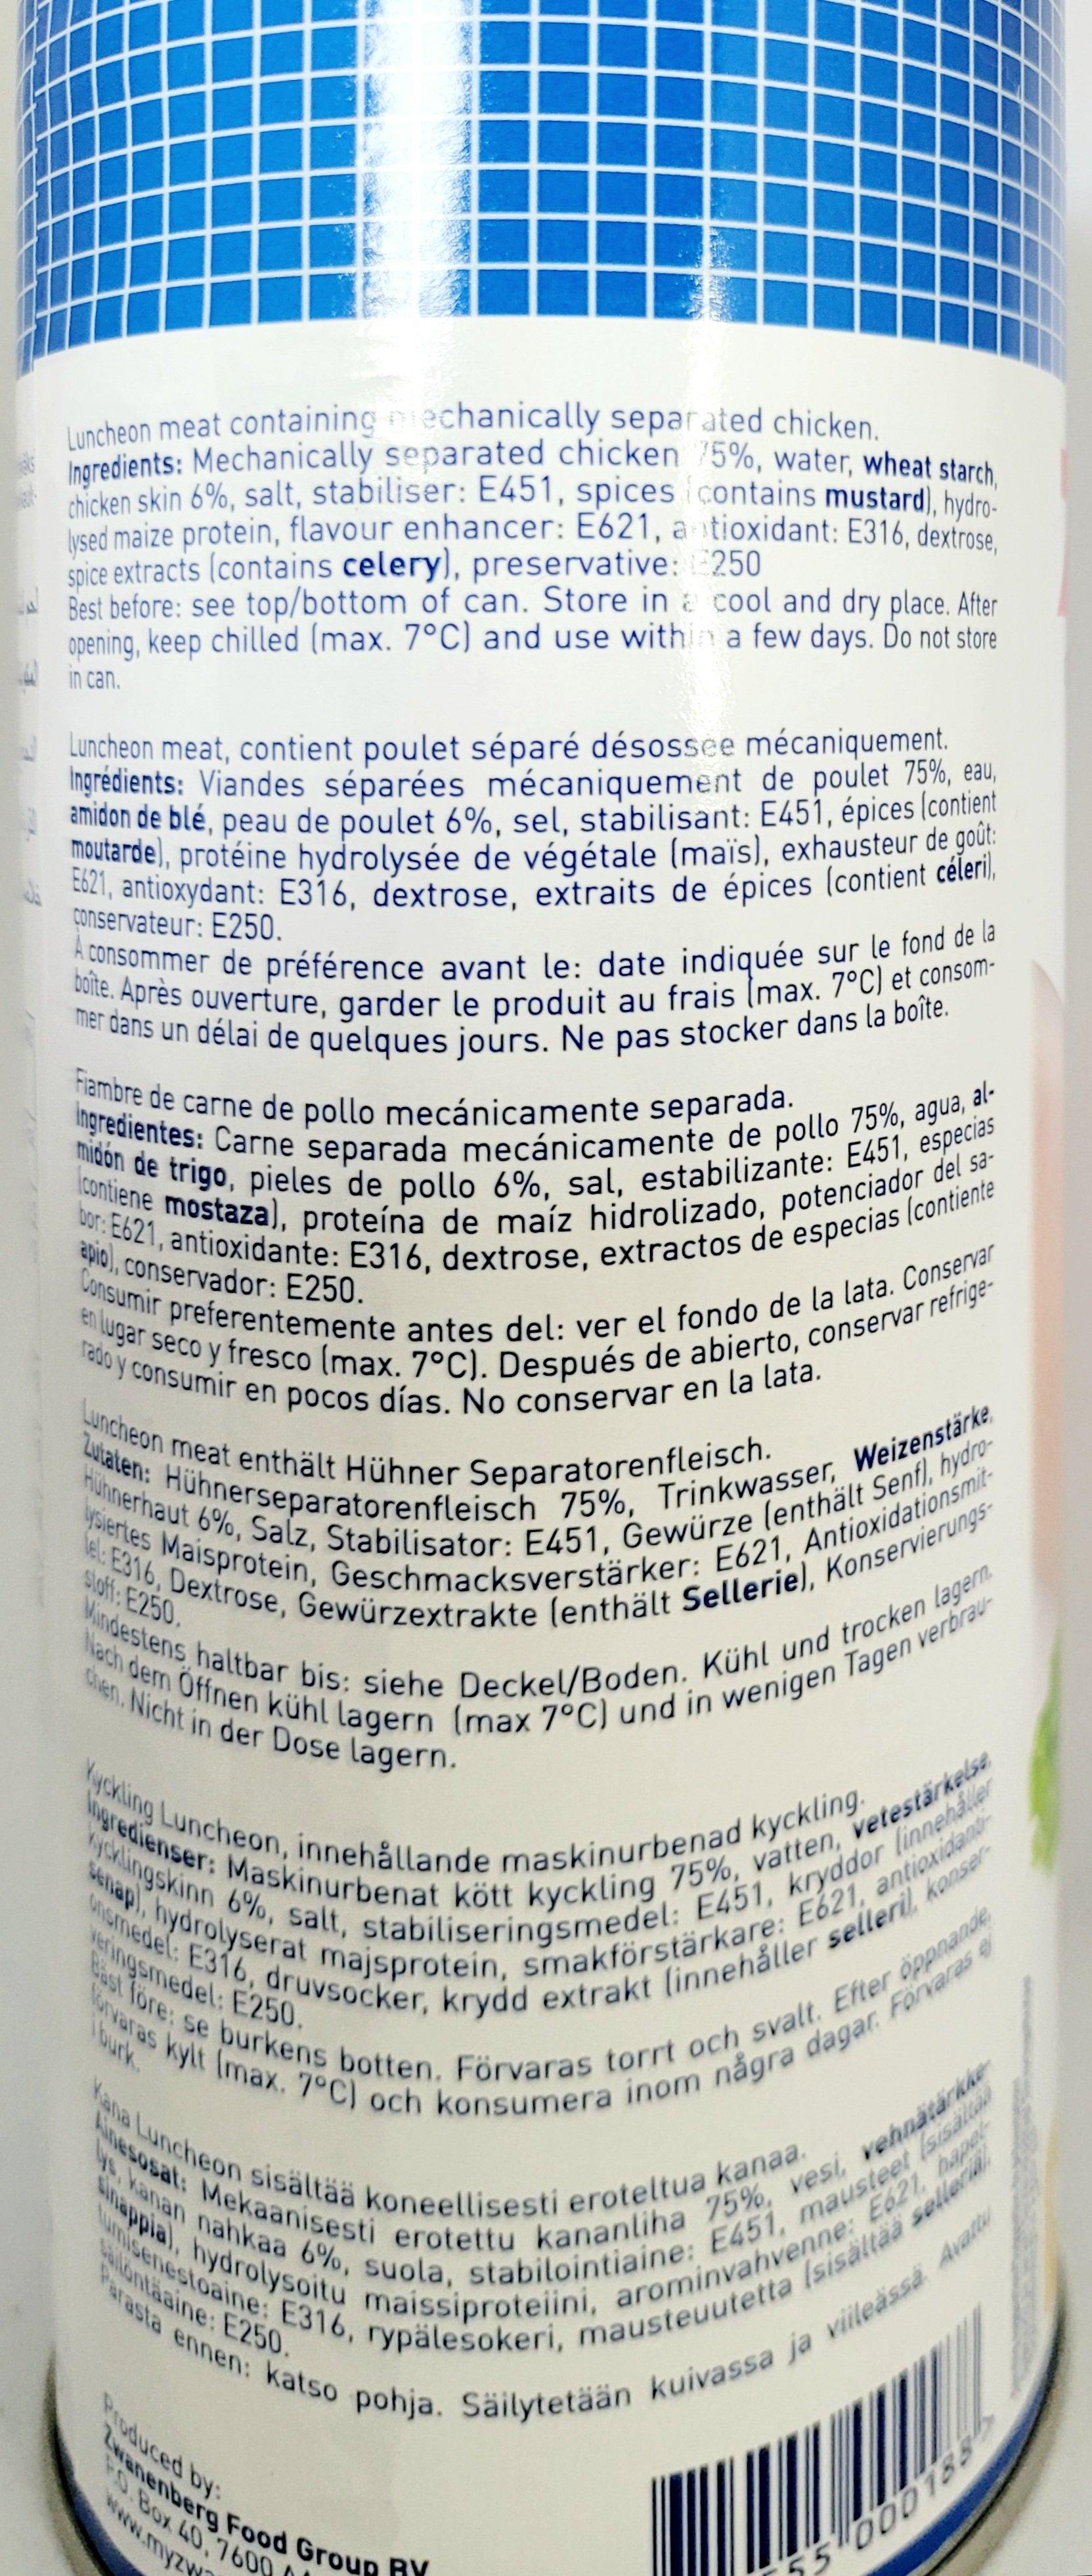 Luncheon meat containing mechanically separated chicken.
Ingredients: Mechanically separated chicken 75%, water, wheat starch,
chicken skin 6%, salt, stabiliser: E451, spices (contains mustard), hydro-
lysed maize protein, flavour enhancer: E621, antioxidant: E316, dextrose,
spice extracts (contains celery), preservative: E250
Best before: see top/bottom of can. Store in a cool and dry place. After
opening, keep chilled (max. 7°C) and use within a few days. Do not store
in can.
Luncheon meat, contient poulet séparé désossee mécaniquement.
Ingrédients: Viandes séparées mécaniquement de poulet 75%, eau,
amidon de blé, peau de poulet 6%, sel, stabilisant: E451, épices (contient
moutarde), protéine hydrolysée de végétale (maïs), exhausteur de goût:
E621, antioxydant: E316, dextrose, extraits de épices (contient céleri),
conservateur: E250.
À consommer de préférence avant le: date indiquée sur le fond de la
boîte. Après ouverture, garder le produit au frais (max. 7°C) et consom-
mer dans un délai de quelques jours. Ne pas stocker dans la boîte.
Fiambre de carne de pollo mecánicamente separada.
Ingredientes: Carne separada mecánicamente de pollo 75%, agua, al-
midón de trigo, pieles de pollo 6%, sal, estabilizante: E451, especias
(contiene mostaza), proteína de maíz hidrolizado, potenciador del sa-
bor: E621, antioxidante: E316, dextrose, extractos de especias (contiente
apio), conservador: E250.
Consumir preferentemente antes del: ver el fondo de la lata. Conservar
en lugar seco y fresco (max. 7°C). Después de abierto, conservar refrige-
rado y consumir en pocos días. No conservar en la lata.
Luncheon meat enthält Hühner Separatorenfleisch.
Zutaten: Hühnerseparatorenfleisch 75%, Trinkwasser, Weizenstärke,
Hühnerhaut 6%, Salz, Stabilisator: E451, Gewürze (enthält Senf), hydro-
lysiertes Maisprotein, Geschmacksverstärker: E621, Antioxidationsmit-
tel: E316, Dextrose, Gewürzextrakte (enthält Sellerie), Konservierungs-
stoff: E250.
Mindestens haltbar bis: siehe Deckel/Boden. Kühl und trocken lagern.
Nach dem Öffnen kühl lagern (max 7°C) und in wenigen Tagen verbrau-
chen. Nicht in der Dose lagern.
Kyckling Luncheon, innehållande maskinurbenad kyckling.
Ingredienser: Maskinurbenat kött kyckling 75%, vatten, vetestärkelse,
kycklingskinn 6%, salt, stabiliseringsmedel: E451, kryddor (innehåller
senap), hydrolyserat majsprotein, smakförstärkare: E621, antioxidanti-
onsmedel: E316, druvsocker, krydd extrakt (innehåller selleri), konser-
veringsmedel: E250.
Bäst före: se burkens botten. Förvaras torrt och svalt. Efter öppnande,
förvaras kylt (max. 7°C) och konsumera inom några dagar. Förvaras ej
i burk.
Kana Luncheon sisältää koneellisesti eroteltua kanaa.
Ainesosat: Mekaanisesti erotettu kananliha 75%, vesi, vehnätärkke-
lys, kanan nahkaa 6%, suola, stabilointiaine: E451, mausteet (sisältää
sinappia), hydrolysoitu maissiproteiini, arominvahvenne: E621, hapet-
tumisenestoaine: E316, rypälesokeri, mausteuutetta (sisältää selleriä),
säilöntäaine: E250.
Parasta ennen: katso pohja. Säilytetään kuivassa ja viileässä. Avattu
Produced by:
Zwanenberg Food Group BV
P.O. Box 40, 7600
www.myzwa
55 000188